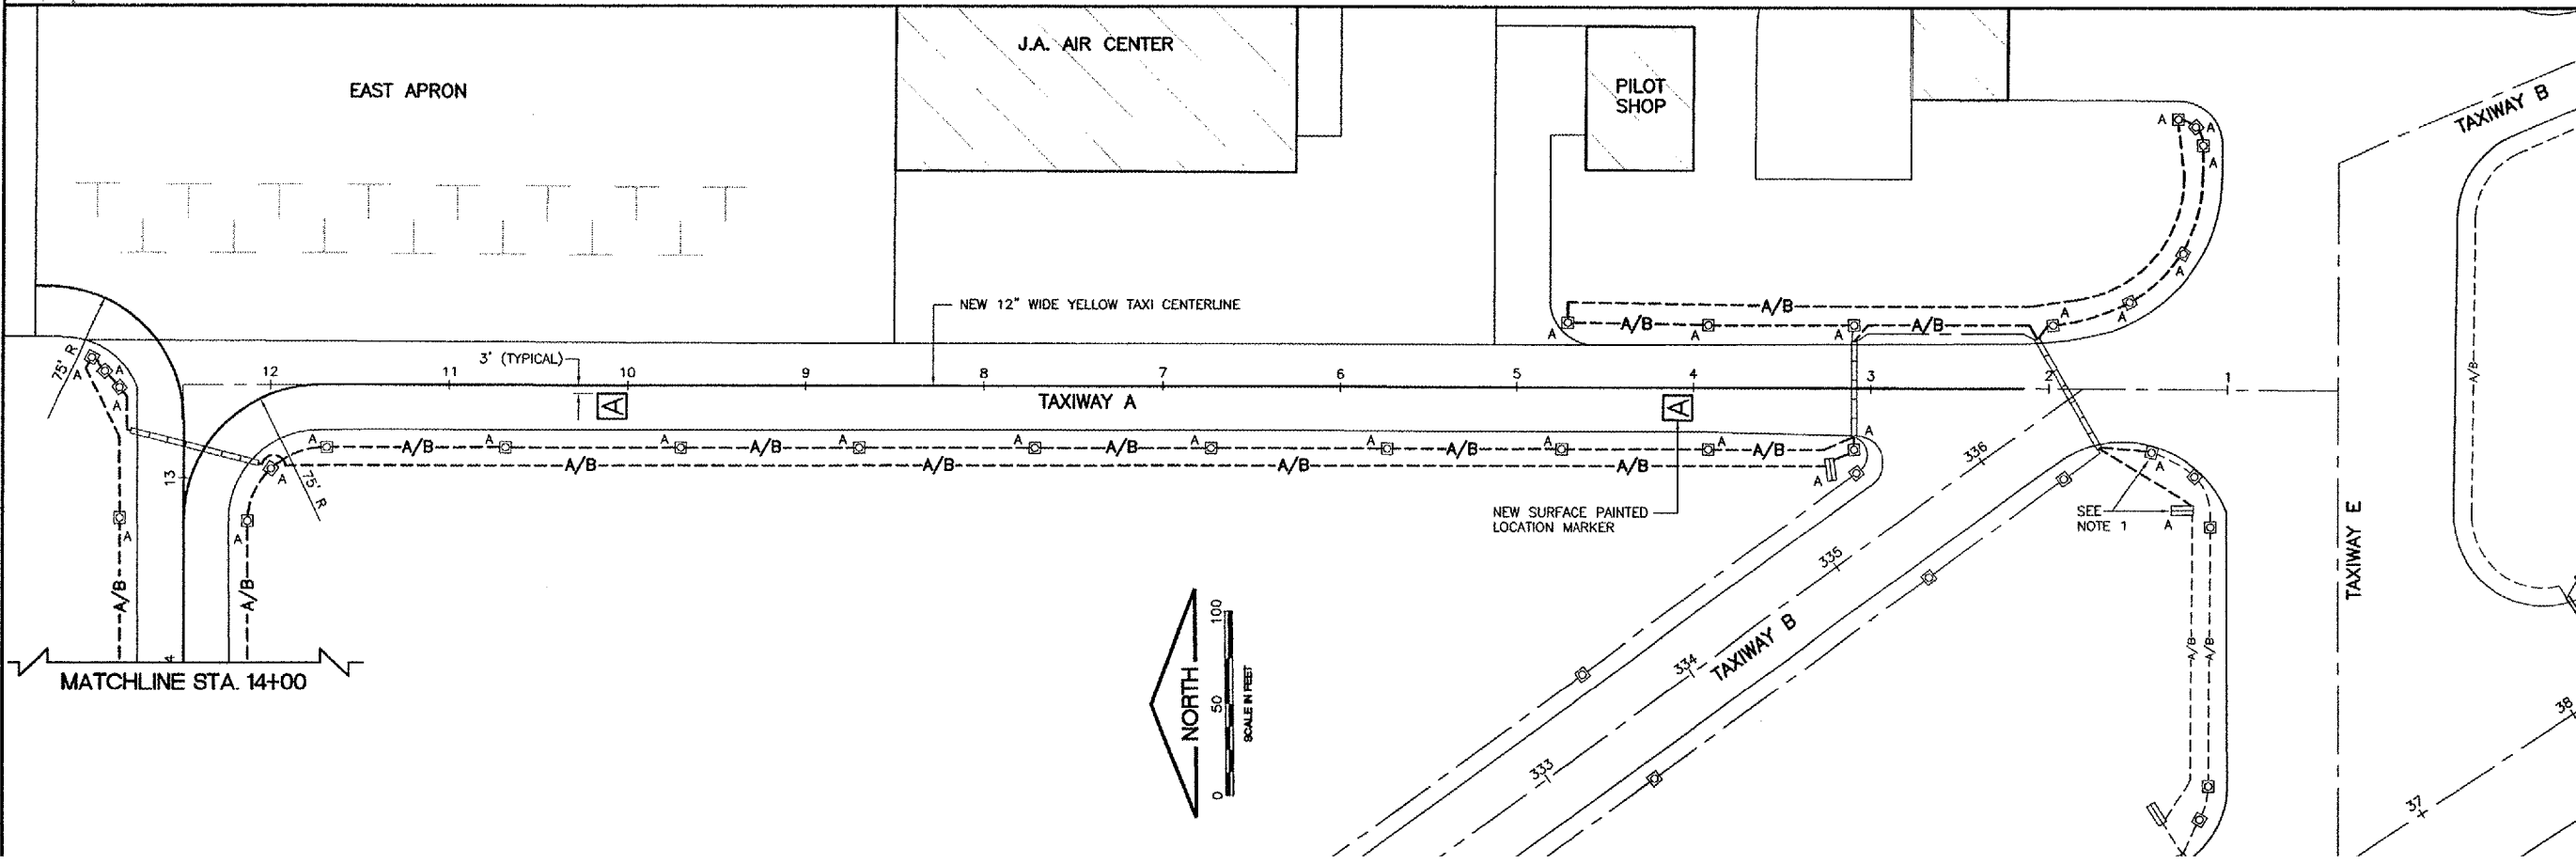 J.A. AIR CENTER
EAST APRON
PILOT
SHOP
TAXIWAY B
A
A
A
A
A
A
A
A/B
NEW 12" WIDE YELLOW TAXI CENTERLINE
A
A/B
A/B
3' (TYPICAL)
75' R
A
A
A
12
11
10
9
8
7
6
5
4
3
2
1
A
TAXIWAY A
A
A
A
A
A
A
A
A
A
A
A
A
A/B
A/B
A/B
A/B
A/B
A/B
A/B
A/B
A/B
A/B
A
A
13
75' R
336
335
334
333
TAXIWAY B
NEW SURFACE PAINTED
LOCATION MARKER
SEE
NOTE 1
A
A
A
A
A/B
A/B
A/B
A/B
A/B
TAXIWAY E
4
MATCHLINE STA. 14+00
NORTH
0
50
100
SCALE IN FEET
38
37